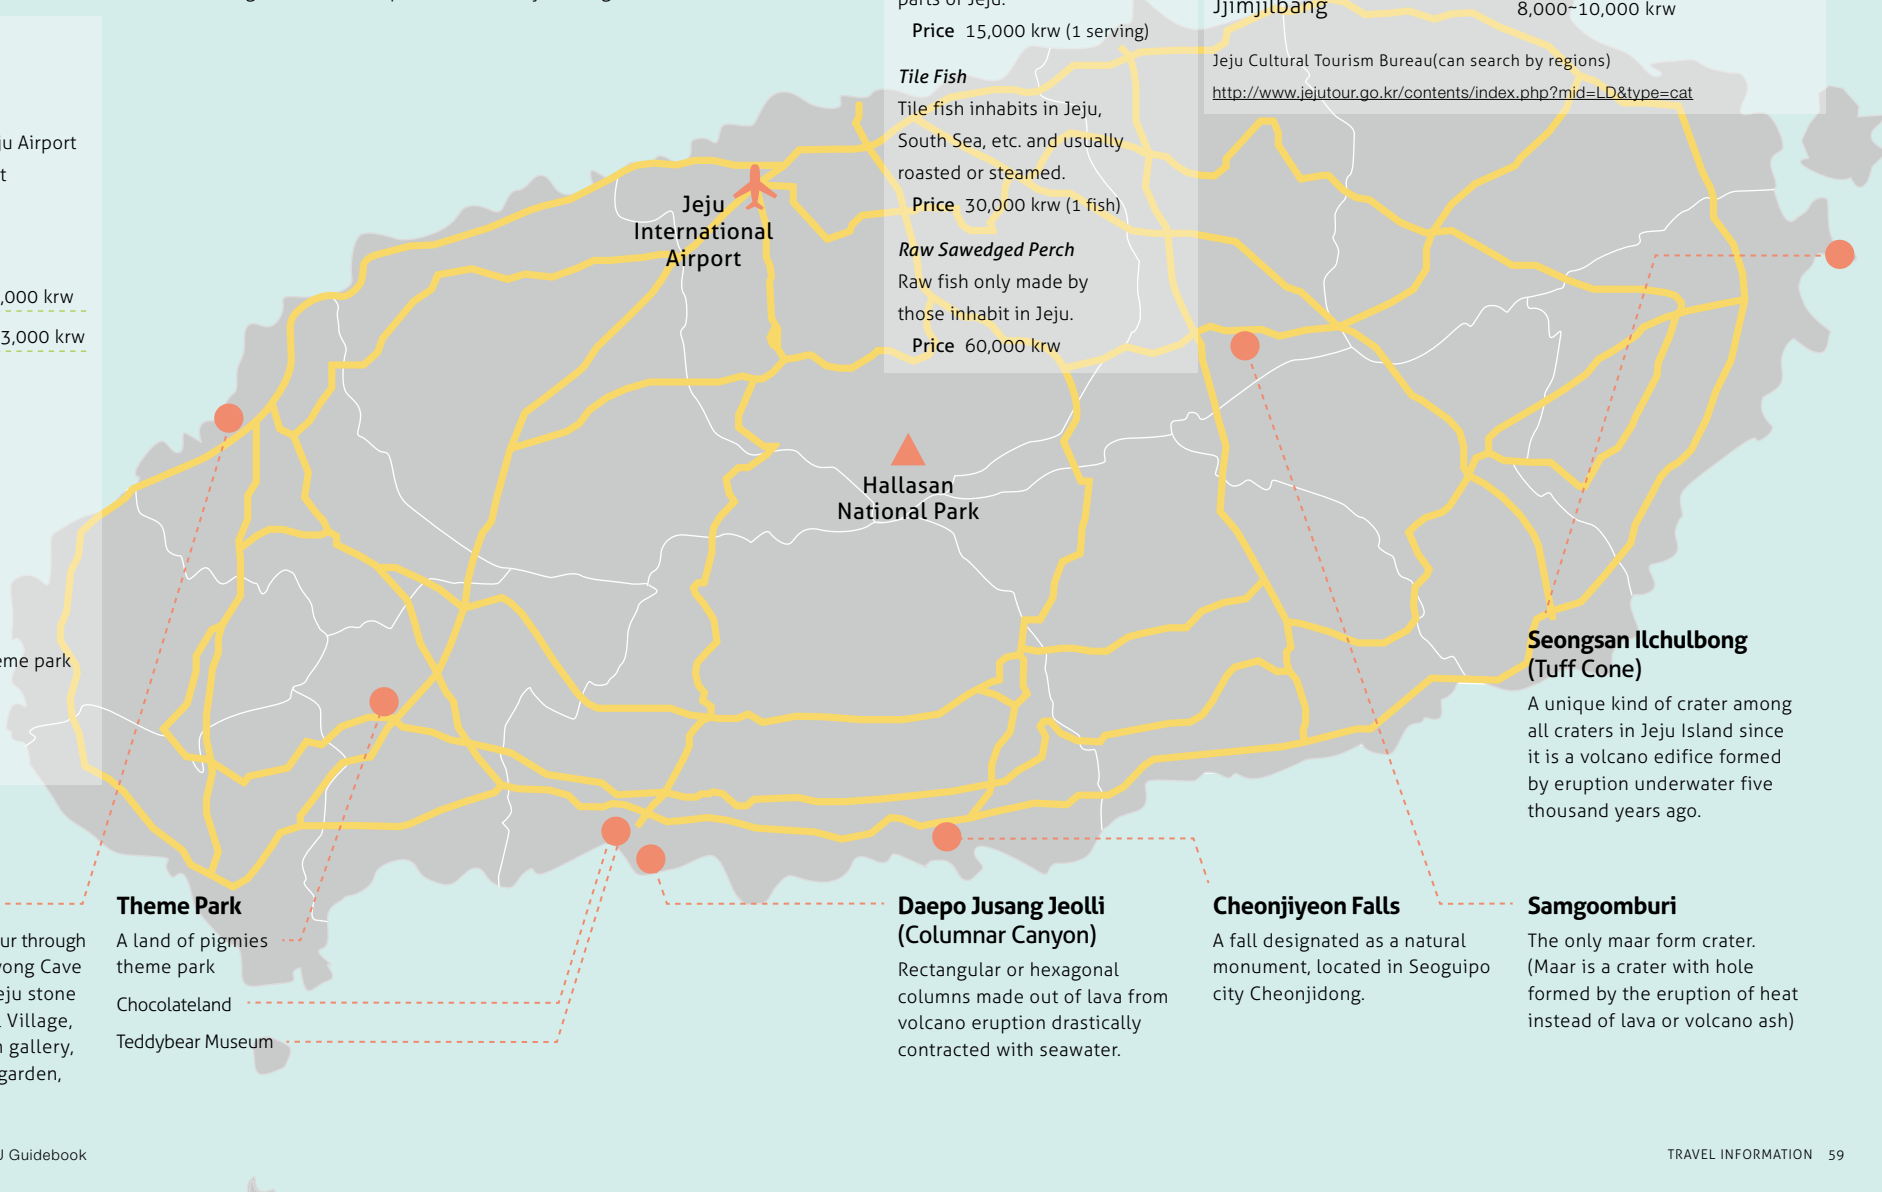 parts of Jeju.
Price 15,000 krw (1 serving)
Tile Fish
Tile fish inhabits in Jeju,
South Sea, etc. and usually
roasted or steamed.
Price 30,000 krw (1 fish)
Raw Sawedged Perch
Raw fish only made by
those inhabit in Jeju.
Price 60,000 krw
Jjimjilbang 8,000~10,000 krw
Jeju Cultural Tourism Bureau(can search by regions)
http://www.jejutour.go.kr/contents/index.php?mid=LD&type=cat
Airport
,000 krw
3,000 krw
park
Jeju
International
Airport
Hallasan
National Park
Seongsan Ilchulbong
(Tuff Cone)
A unique kind of crater among
all craters in Jeju Island since
it is a volcano edifice formed
by eruption underwater five
thousand years ago.
through
Cave
stone
Village,
gallery,
garden,
Theme Park
A land of pigmies
theme park
Chocolateland
Teddybear Museum
Daepo Jusang Jeolli
(Columnar Canyon)
Rectangular or hexagonal
columns made out of lava from
volcano eruption drastically
contracted with seawater.
Cheonjiyeon Falls
A fall designated as a natural
monument, located in Seoguipo
city Cheonjidong.
Samgoomburi
The only maar form crater.
(Maar is a crater with hole
formed by the eruption of heat
instead of lava or volcano ash)
Guidebook
TRAVEL INFORMATION 59